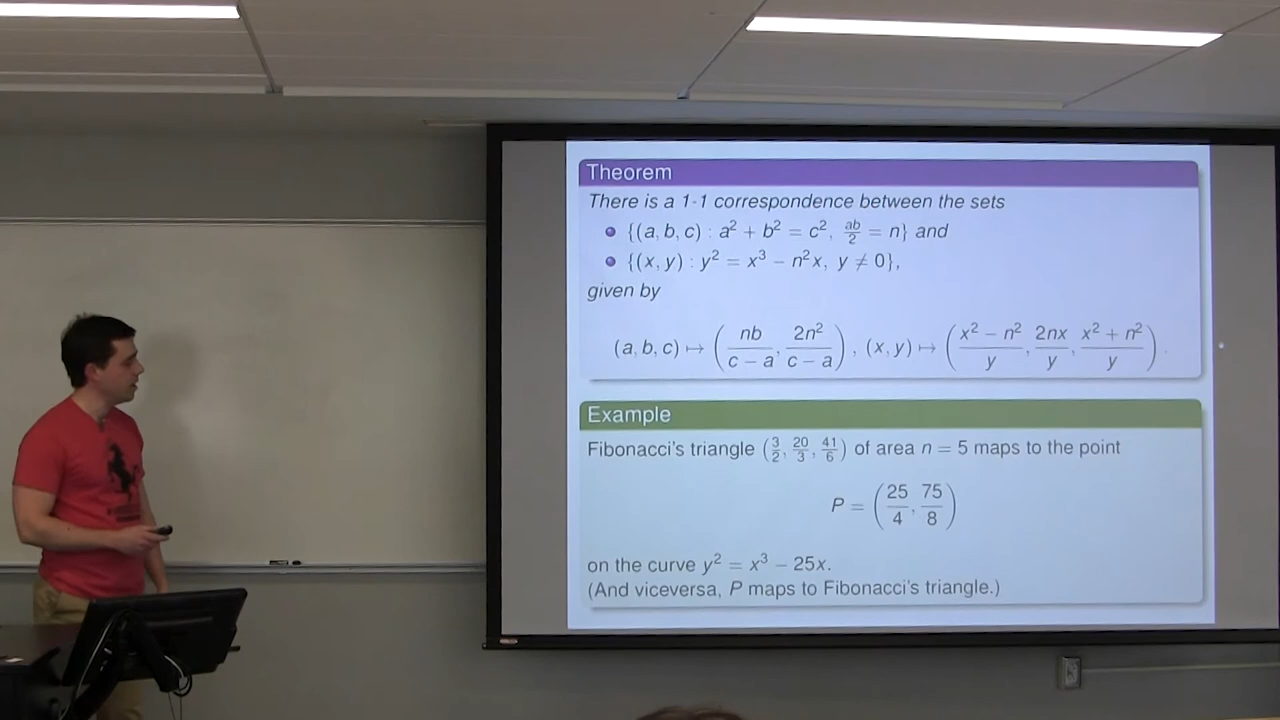 Theorem
There is a 1-1 correspondence between the sets
• {(a, b, c) : a² + b² = c², ab/2 = n} and
• {(x, y) : y² = x³ − n²x, y ≠ 0},
given by
(a, b, c) ↦ (nb/(c − a), 2n²/(c − a)), (x, y) ↦ ((x² − n²)/y, 2nx/y, (x² + n²)/y).
Example
Fibonacci's triangle (3/2, 20/3, 41/6) of area n = 5 maps to the point
P = (25/4, 75/8)
on the curve y² = x³ − 25x.
(And viceversa, P maps to Fibonacci's triangle.)